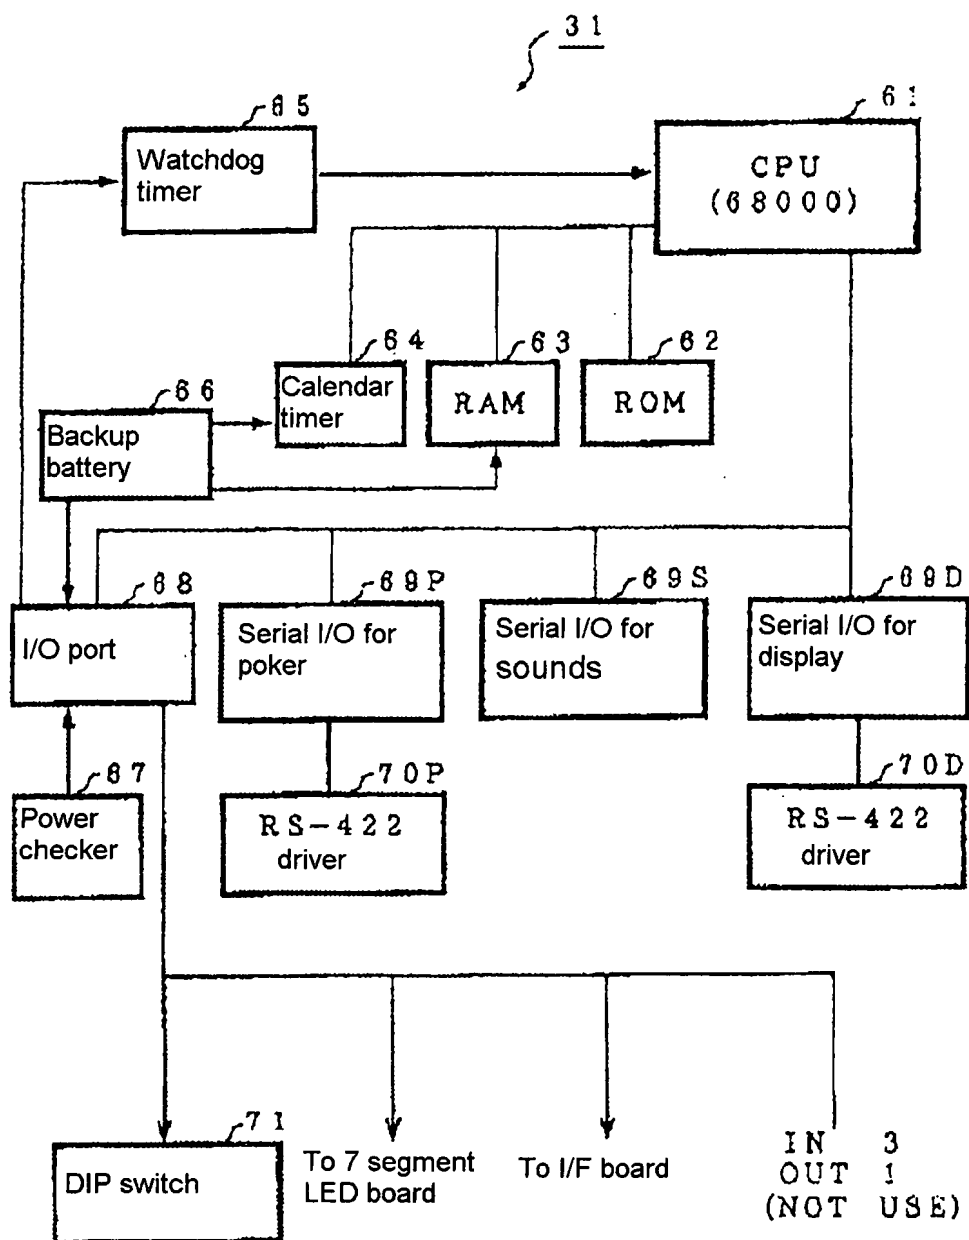 31
65
Watchdog
timer
61
CPU
(68000)
64
Calendar
timer
63
RAM
62
ROM
66
Backup
battery
68
I/O port
69P
Serial I/O for
poker
69S
Serial I/O for
sounds
69D
Serial I/O for
display
67
Power
checker
70P
RS-422
driver
70D
RS-422
driver
71
DIP switch
To 7 segment
LED board
To I/F board
IN 3
OUT 1
(NOT USE)